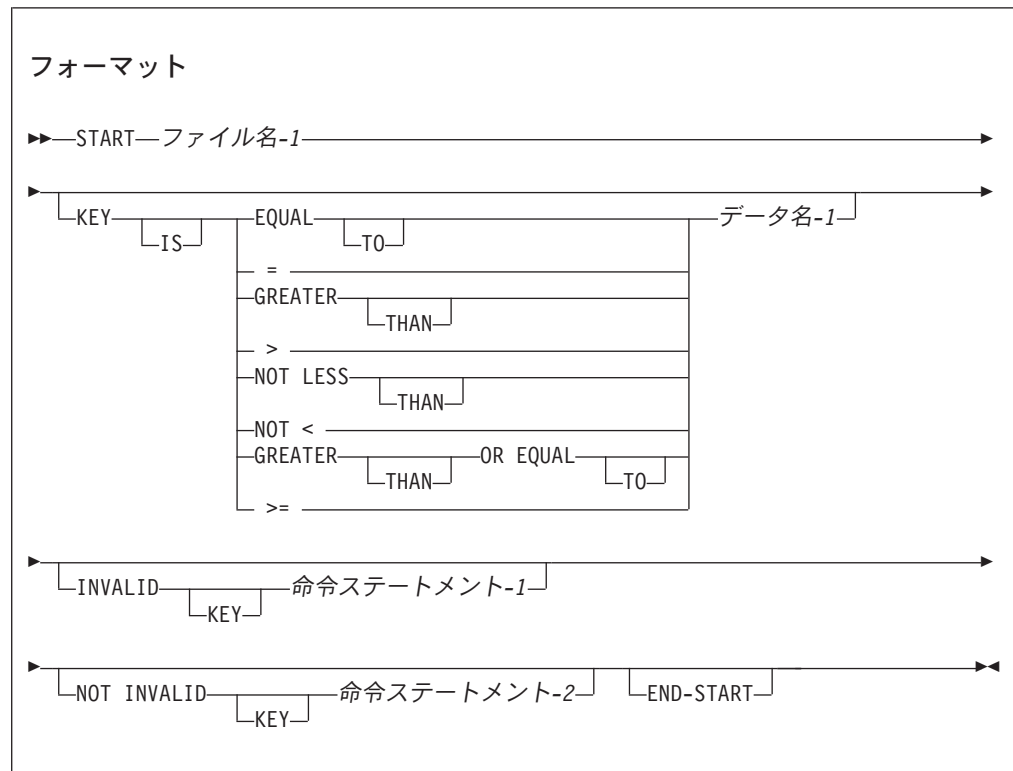 フォーマット
START ファイル名-1
KEY IS EQUAL TO データ名-1
=
GREATER THAN
>
NOT LESS THAN
NOT <
GREATER THAN OR EQUAL TO
>=
INVALID KEY 命令ステートメント-1
NOT INVALID KEY 命令ステートメント-2 END-START